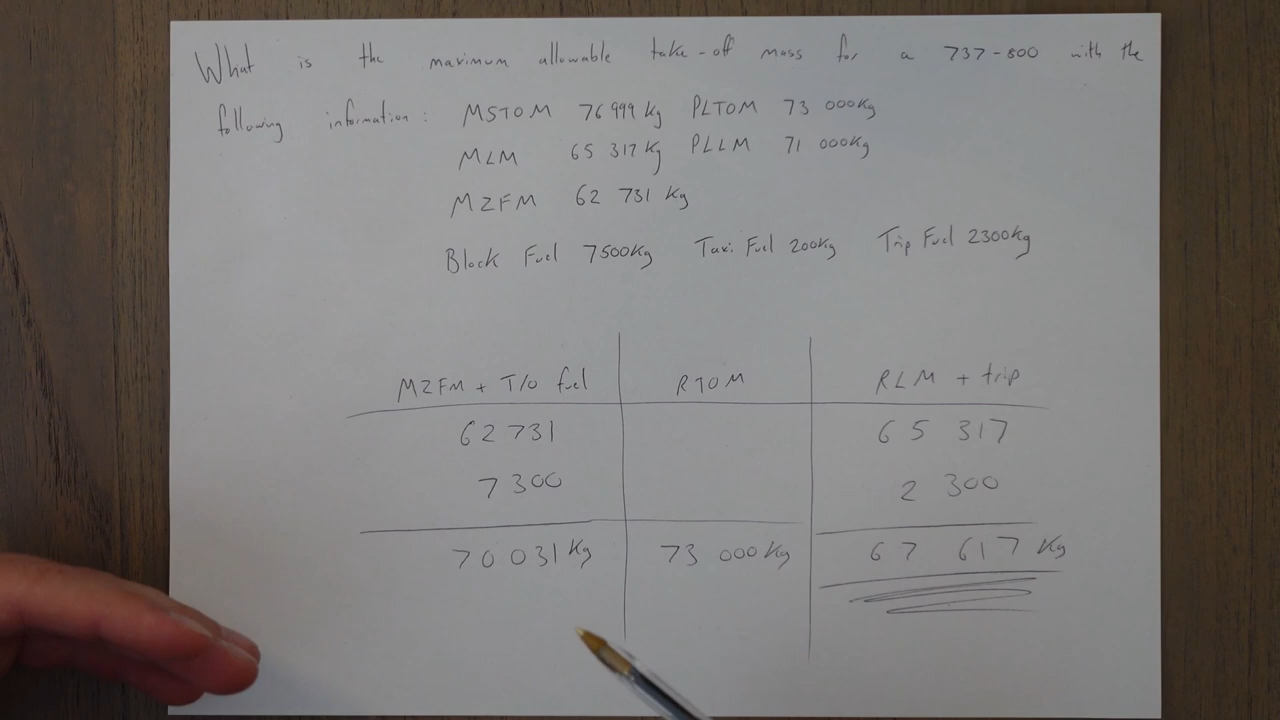 What is the maximum allowable take-off mass for a 737-800 with the
following information: MSTOM 76 999 kg PLTOM 73 000Kg
MLM 65 317 Kg PLLM 71 000Kg
MZFM 62 731 Kg
Block Fuel 7500Kg Taxi Fuel 200Kg Trip Fuel 2300Kg
MZFM + T/O fuel RTOM RLM + trip
62 731 65 317
7 300 2 300
70 031 Kg 73 000Kg 67 617 Kg